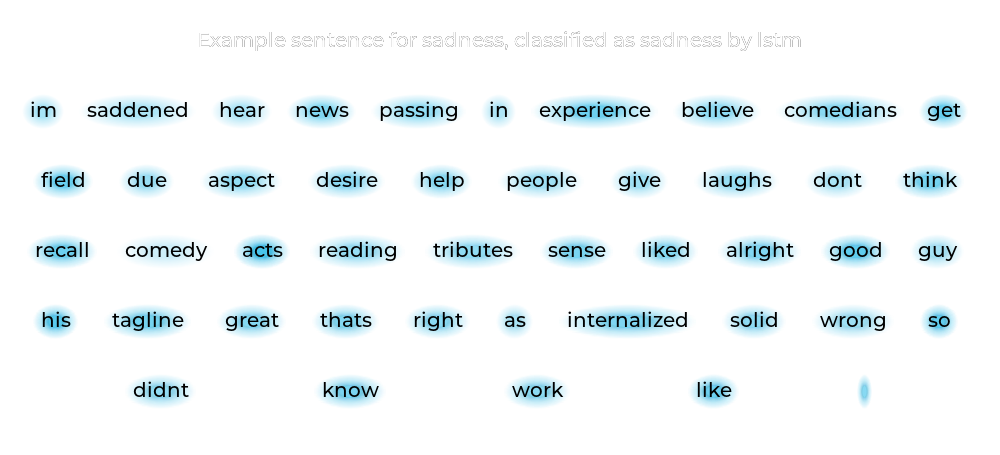 Example sentence for sadness, classified as sadness by lstm
im saddened hear news passing in experience believe comedians get
field due aspect desire help people give laughs dont think
recall comedy acts reading tributes sense liked alright good guy
his tagline great thats right as internalized solid wrong so
didnt know work like